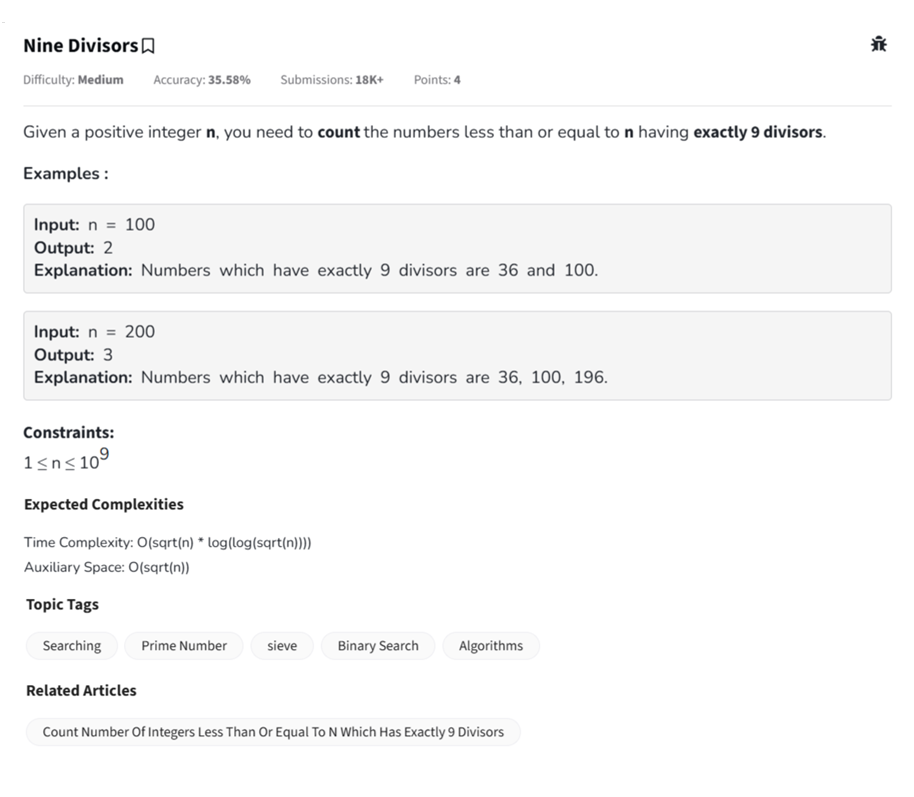 Nine Divisors
Difficulty: Medium Accuracy: 35.58% Submissions: 18K+ Points: 4
Given a positive integer n, you need to count the numbers less than or equal to n having exactly 9 divisors.
Examples :
Input: n = 100
Output: 2
Explanation: Numbers which have exactly 9 divisors are 36 and 100.
Input: n = 200
Output: 3
Explanation: Numbers which have exactly 9 divisors are 36, 100, 196.
Constraints:
1 ≤ n ≤ 10⁹
Expected Complexities
Time Complexity: O(sqrt(n) * log(log(sqrt(n))))
Auxiliary Space: O(sqrt(n))
Topic Tags
Searching Prime Number sieve Binary Search Algorithms
Related Articles
Count Number Of Integers Less Than Or Equal To N Which Has Exactly 9 Divisors